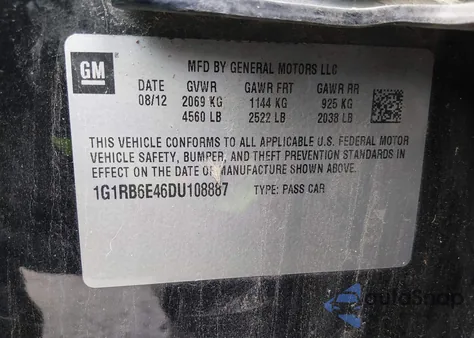 GM
MFD BY GENERAL MOTORS LLC
DATE GVWR GAWR FRT GAWR RR
08/12 2069 KG 1144 KG 925 KG
4560 LB 2522 LB 2038 LB
THIS VEHICLE CONFORMS TO ALL APPLICABLE U.S. FEDERAL MOTOR
VEHICLE SAFETY, BUMPER, AND THEFT PREVENTION STANDARDS IN
EFFECT ON THE DATE OF MANUFACTURE SHOWN ABOVE.
1G1RB6E46DU108887 TYPE: PASS CAR
autoSnap